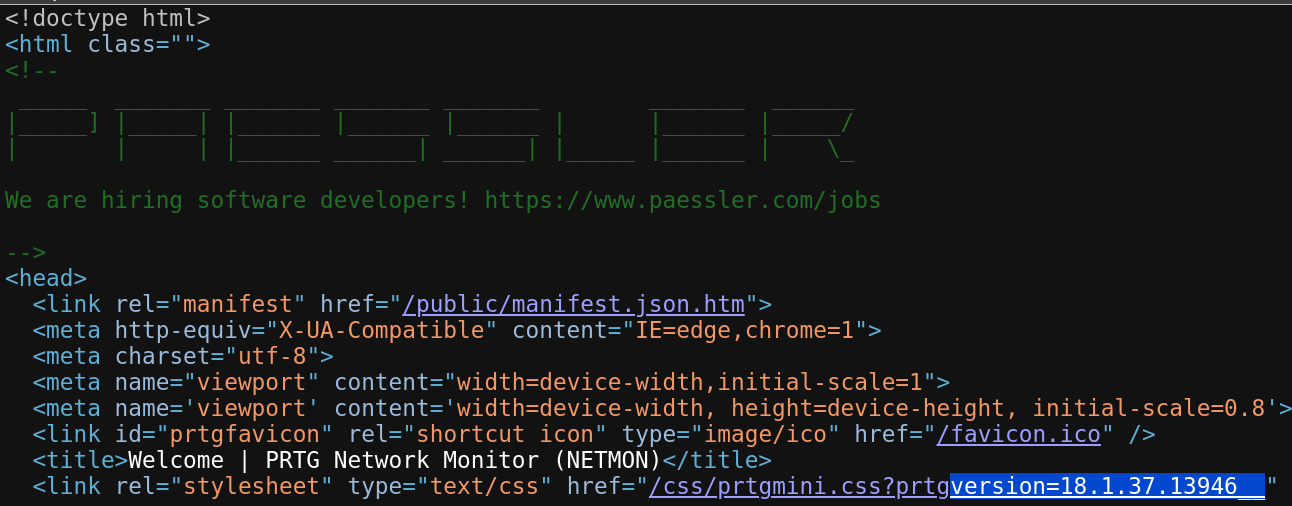 <!doctype html>
<html class="">
<!--
 _____  _______ _______ _______ _______        _______  ______
|_____] |_____| |______ |______ |______ |      |______ |_____/
|       |     | |______ ______| ______| |_____ |______ |    \_

We are hiring software developers! https://www.paessler.com/jobs

-->
<head>
  <link rel="manifest" href="/public/manifest.json.htm">
  <meta http-equiv="X-UA-Compatible" content="IE=edge,chrome=1">
  <meta charset="utf-8">
  <meta name="viewport" content="width=device-width,initial-scale=1">
  <meta name='viewport' content='width=device-width, height=device-height, initial-scale=0.8'>
  <link id="prtgfavicon" rel="shortcut icon" type="image/ico" href="/favicon.ico" />
  <title>Welcome | PRTG Network Monitor (NETMON)</title>
  <link rel="stylesheet" type="text/css" href="/css/prtgmini.css?prtgversion=18.1.37.13946__"